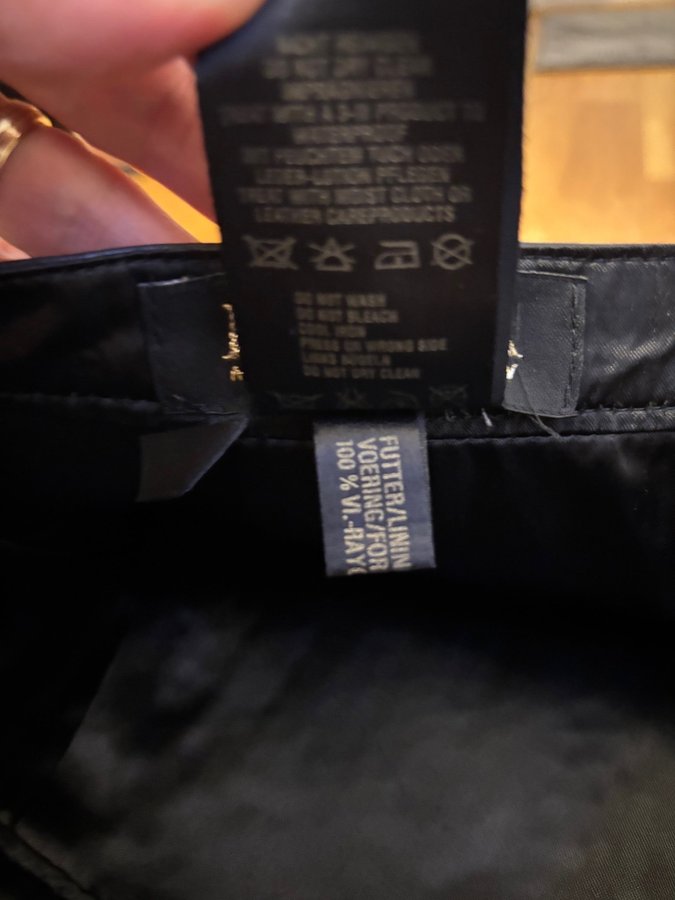 NICHT REINIGEN
DO NOT DRY CLEAN
IMPRÄGNIEREN
TREAT WITH A PRODUCT TO
WATERPROOF
MIT FEUCHTEM TUCH ODER
LEDER-LOTION PFLEGEN
TREAT WITH MOIST CLOTH OR
LEATHER CAREPRODUCTS
DO NOT WASH
DO NOT BLEACH
COOL IRON
PRESS ON WRONG SIDE
LINKS BÜGELN
DO NOT DRY CLEAN
FUTTER/LININ
VOERING/FOR
100 % VI.-RAYO